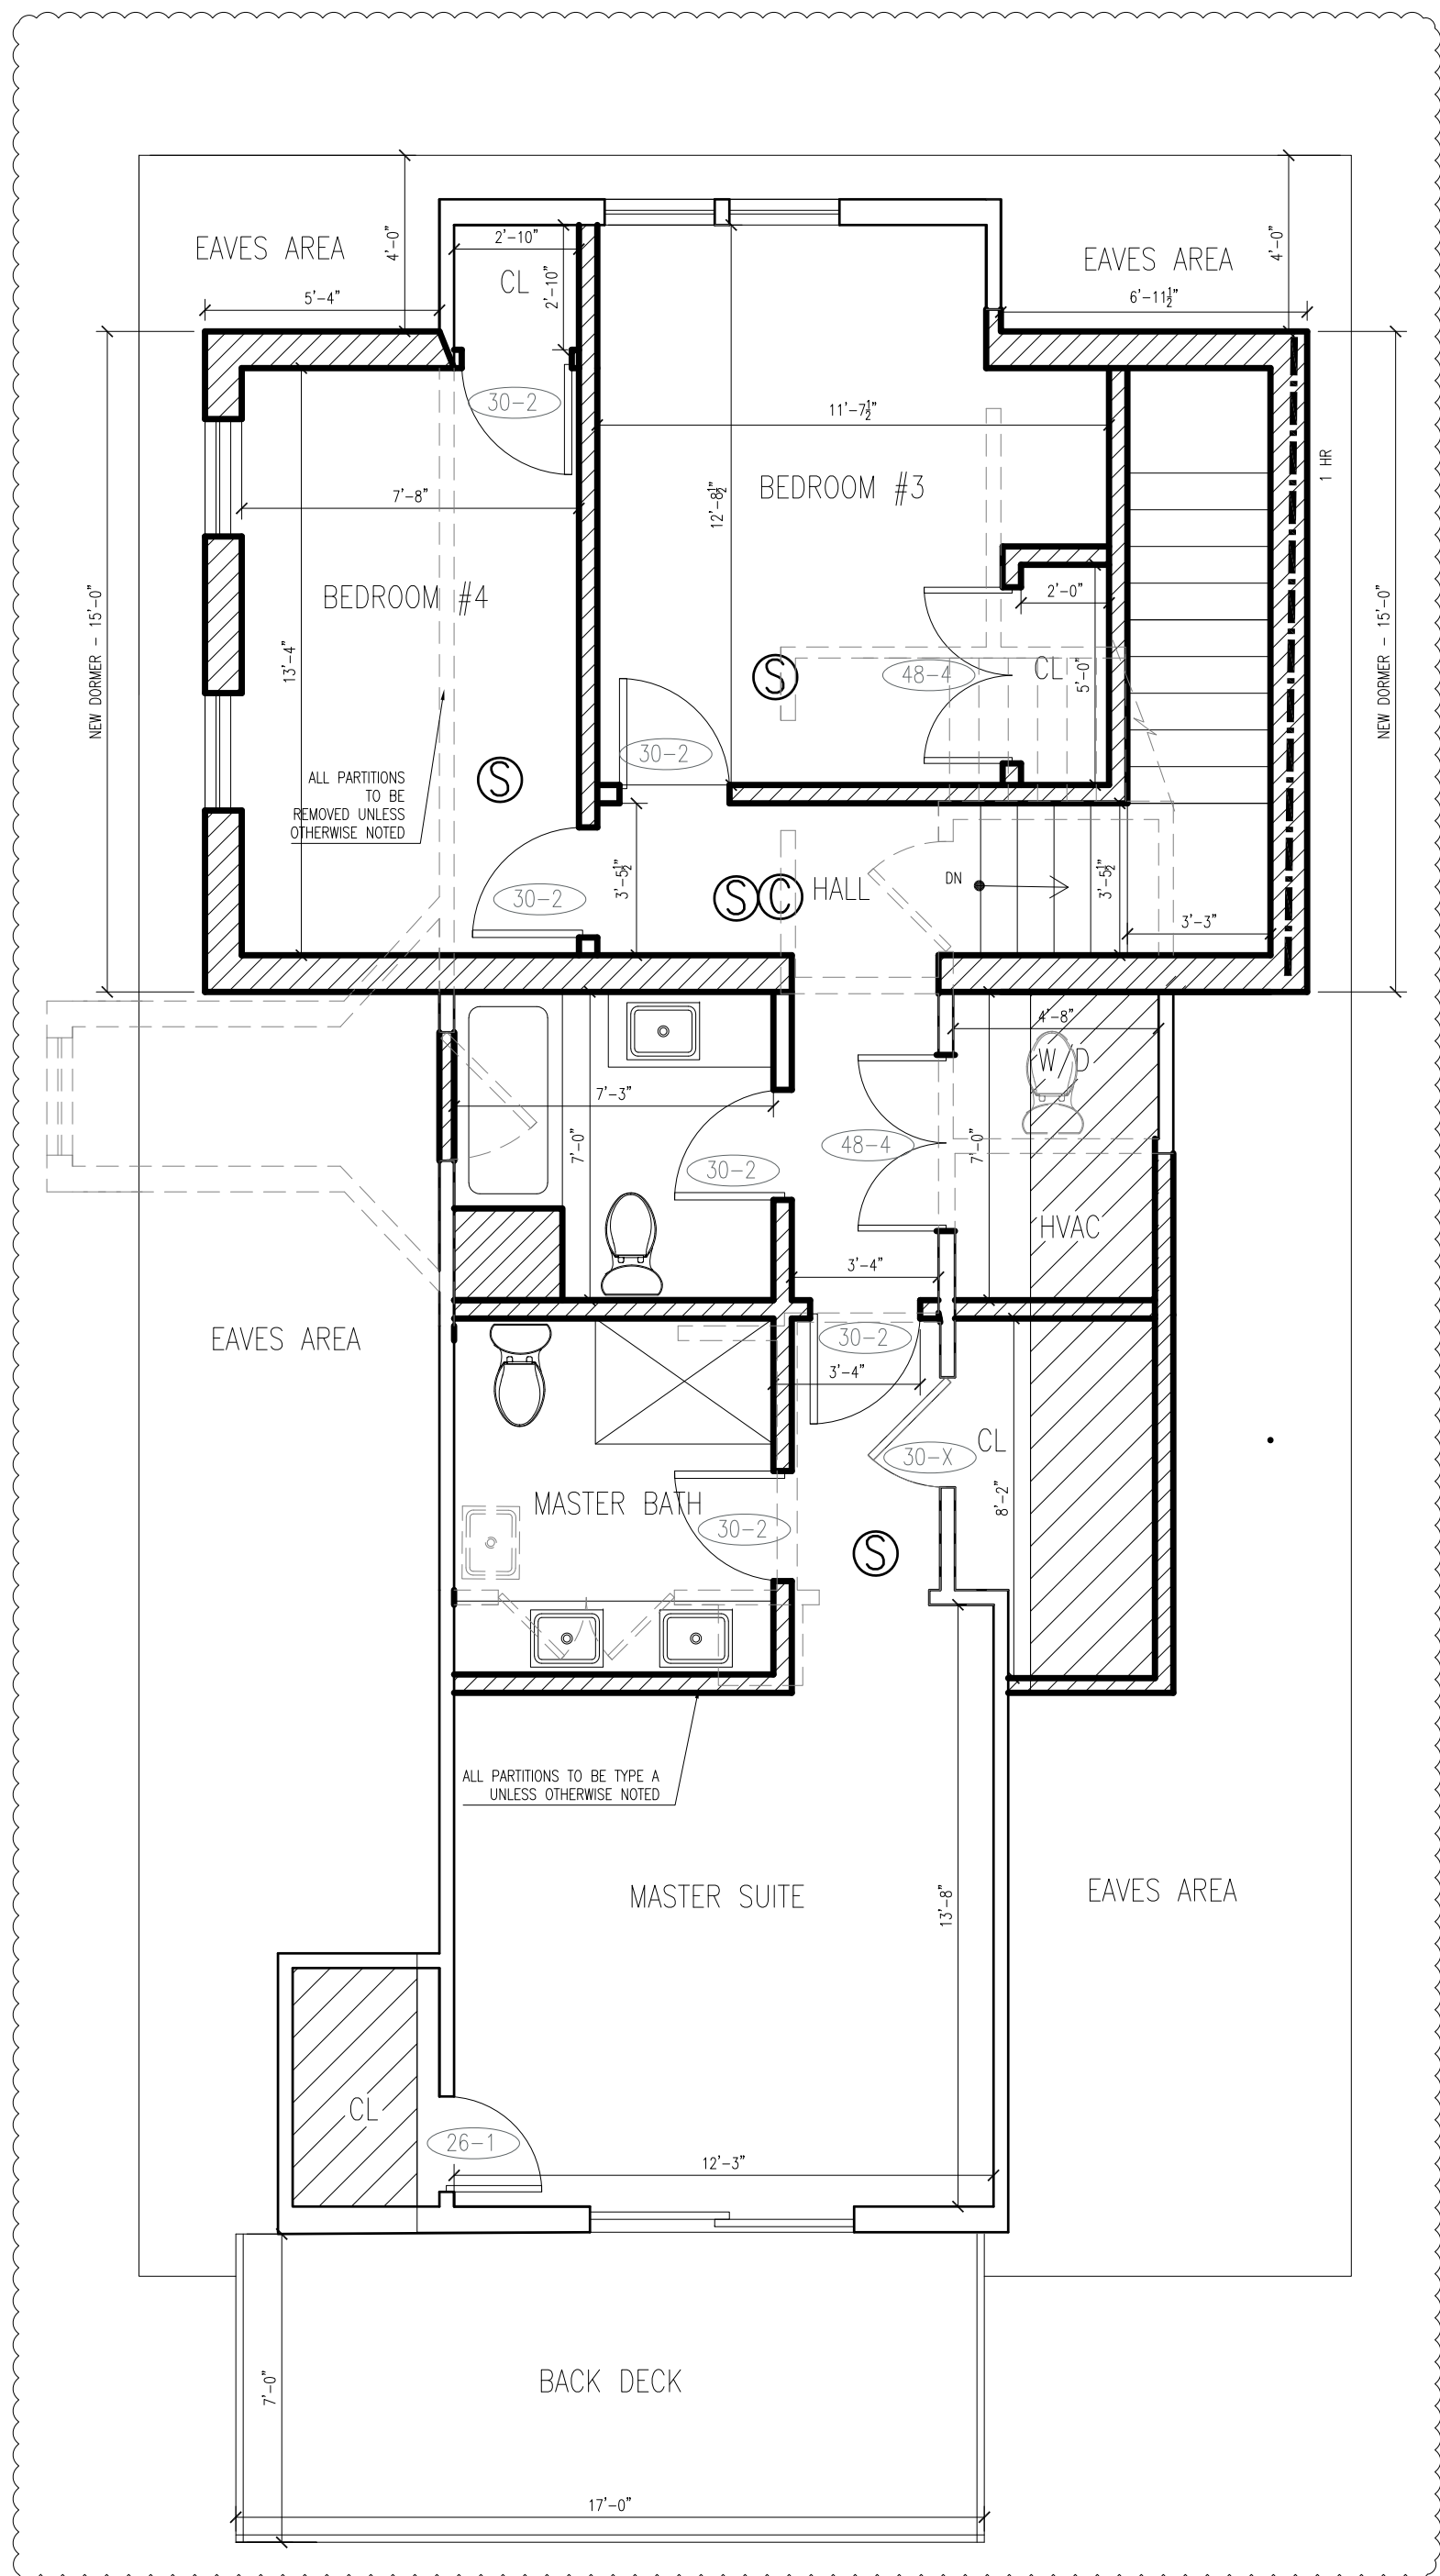 EAVES AREA
4'-0"
2'-10"
CL
2'-10"
5'-4"
EAVES AREA
4'-0"
6'-11½"
30-2
11'-7½"
1 HR
7'-8"
12'-8½"
BEDROOM #3
BEDROOM #4
2'-0"
NEW DORMER - 15'-0"
13'-4"
NEW DORMER - 15'-0"
48-4
CL
5'-0"
S
30-2
S
ALL PARTITIONS
TO BE
REMOVED UNLESS
OTHERWISE NOTED
30-2
3'-5½"
S C HALL
DN
3'-5½"
3'-3"
4'-8"
W/D
7'-3"
7'-0"
48-4
7'-0"
30-2
HVAC
3'-4"
EAVES AREA
30-2
3'-4"
CL
30-X
8'-2"
MASTER BATH
30-2
S
ALL PARTITIONS TO BE TYPE A
UNLESS OTHERWISE NOTED
MASTER SUITE
13'-8"
EAVES AREA
CL
26-1
12'-3"
BACK DECK
7'-0"
17'-0"